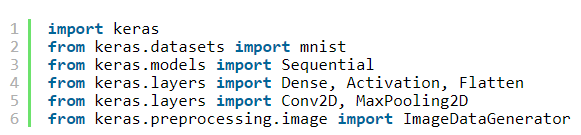 1 import keras
2 from keras.datasets import mnist
3 from keras.models import Sequential
4 from keras.layers import Dense, Activation, Flatten
5 from keras.layers import Conv2D, MaxPooling2D
6 from keras.preprocessing.image import ImageDataGenerator